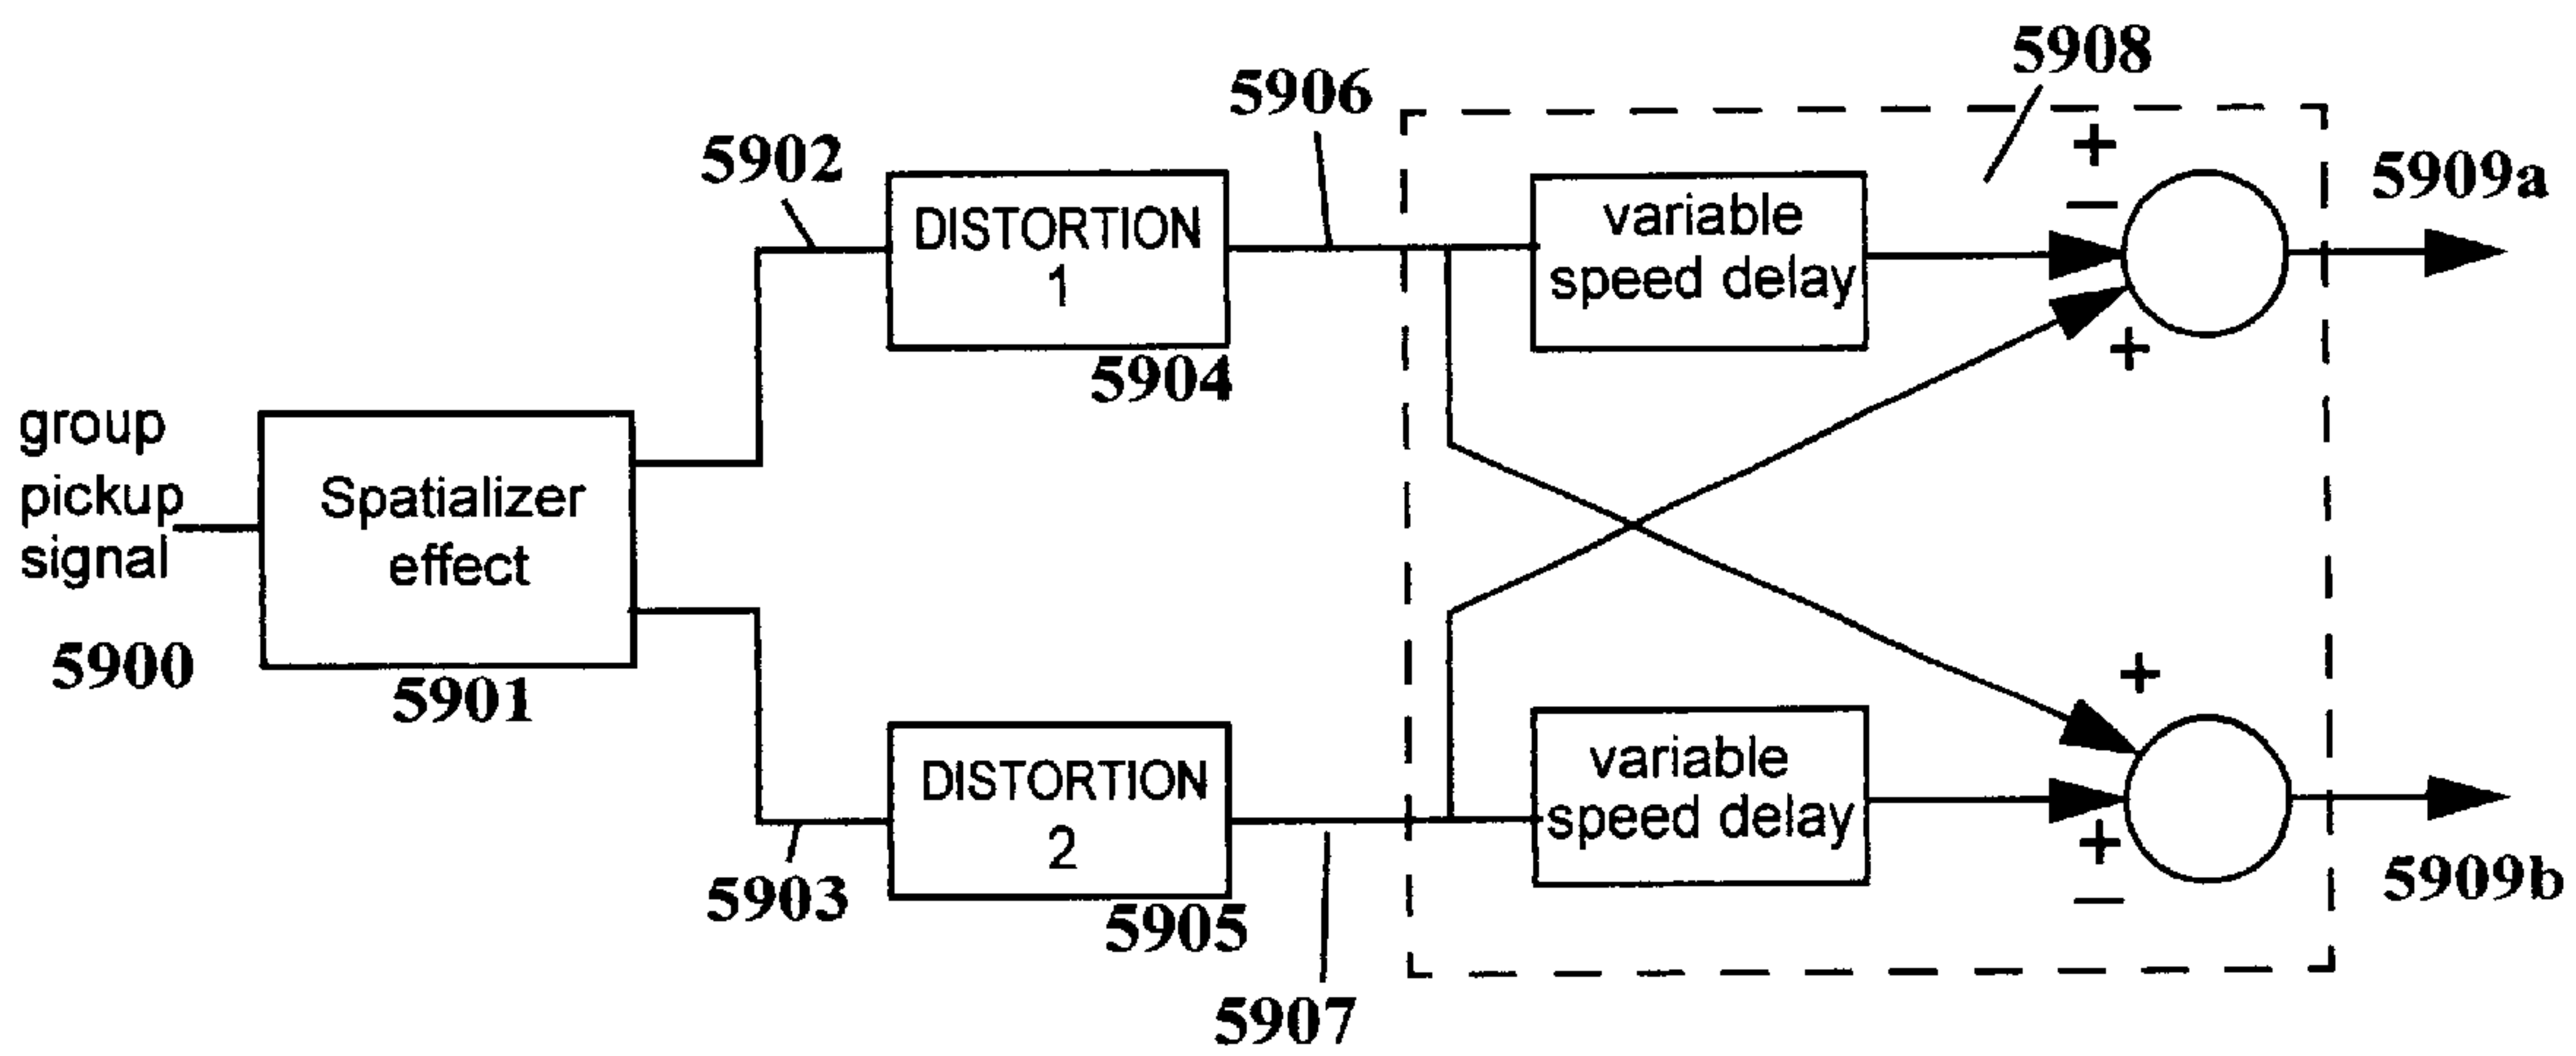 5908
5906
5902
5909a
+
−
DISTORTION
1
variable
speed delay
+
5904
group
pickup
signal
Spatializer
effect
5900
5901
+
DISTORTION
2
variable
speed delay
+
−
5903
5905
5909b
5907